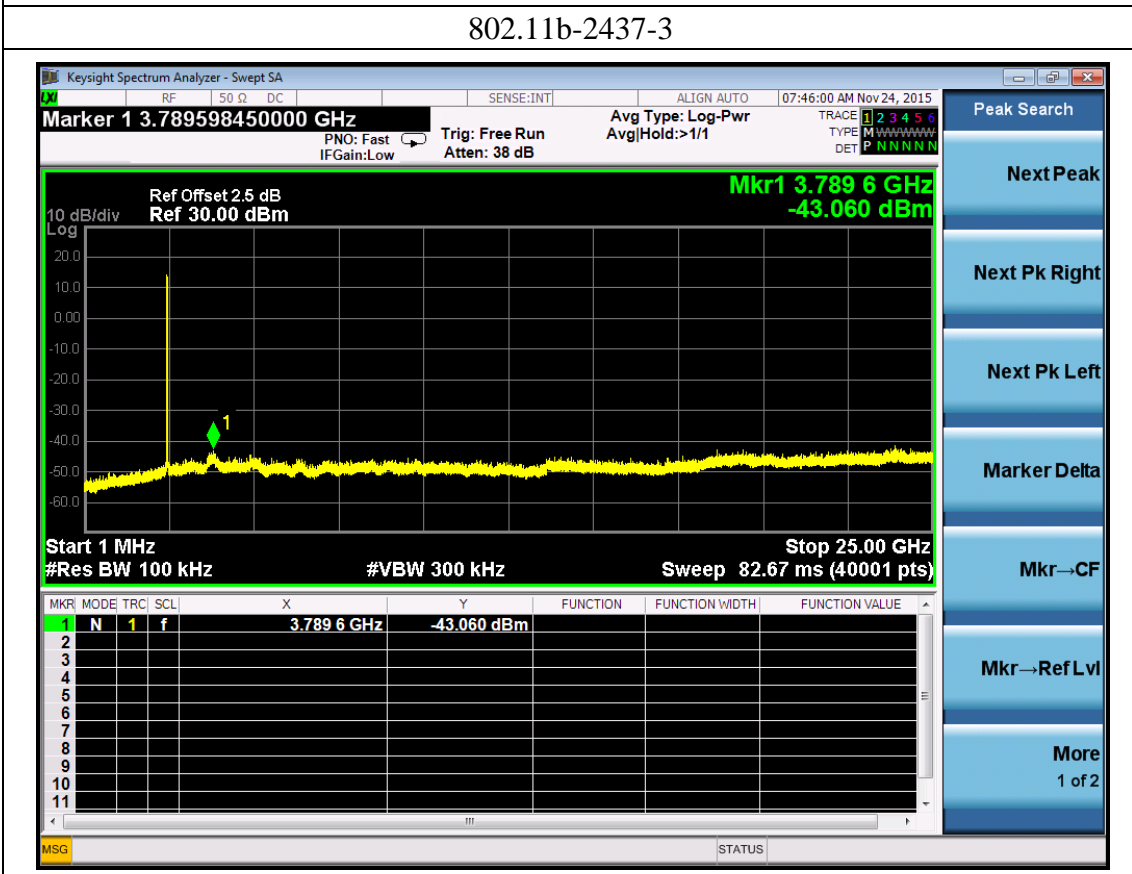 802.11b-2437-3
Keysight Spectrum Analyzer - Swept SA
LXI RF 50 Ω DC SENSE:INT ALIGN AUTO 07:46:00 AM Nov 24, 2015
Marker 1 3.789598450000 GHz
PNO: Fast
IFGain:Low
Trig: Free Run
Atten: 38 dB
Avg Type: Log-Pwr
Avg|Hold:>1/1
TRACE 1 2 3 4 5 6
TYPE M W W W W W
DET P N N N N N
Mkr1 3.789 6 GHz
-43.060 dBm
Ref Offset 2.5 dB
10 dB/div Ref 30.00 dBm
Log
20.0
10.0
0.00
-10.0
-20.0
-30.0
-40.0
-50.0
-60.0
1
Start 1 MHz Stop 25.00 GHz
#Res BW 100 kHz #VBW 300 kHz Sweep 82.67 ms (40001 pts)
MKR MODE TRC SCL X Y FUNCTION FUNCTION WIDTH FUNCTION VALUE
1 N 1 f 3.789 6 GHz -43.060 dBm
2
3
4
5
6
7
8
9
10
11
MSG STATUS
Peak Search
Next Peak
Next Pk Right
Next Pk Left
Marker Delta
Mkr→CF
Mkr→Ref Lvl
More
1 of 2